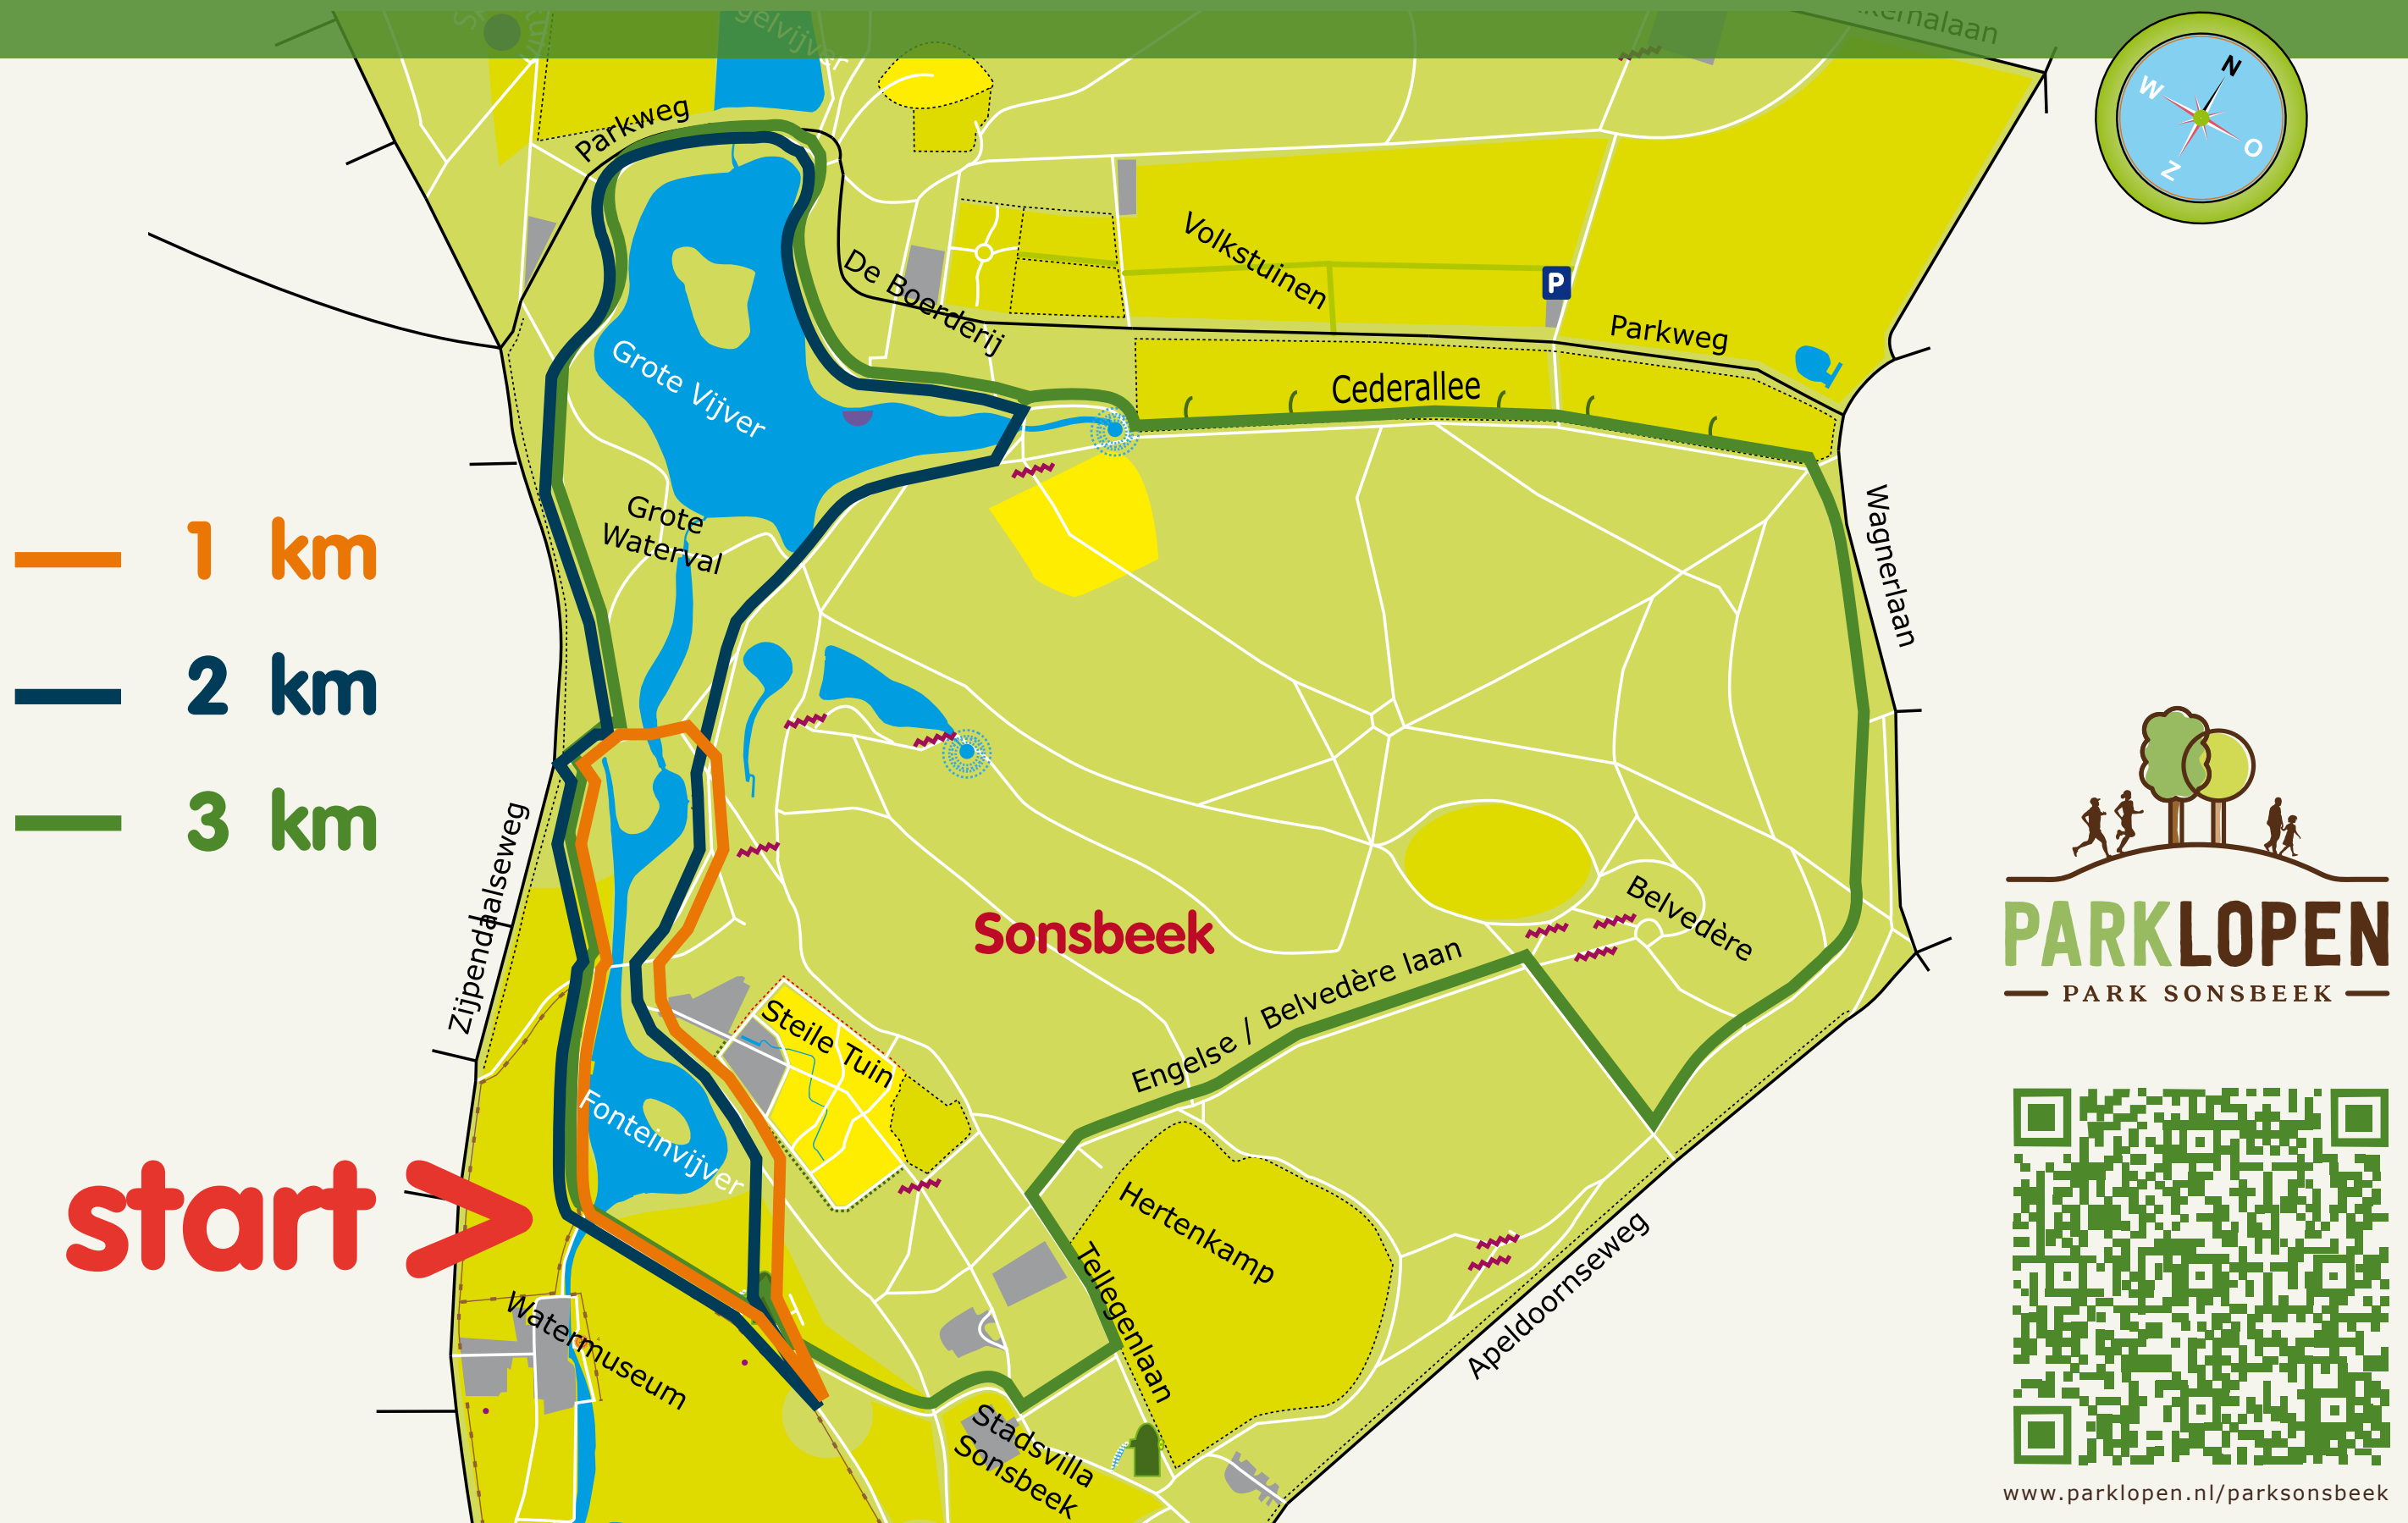 Parkweg
N
W
O
Z
Volkstuinen
De Boerderij
P
Parkweg
Cederallee
Grote Vijver
Grote
Waterval
Wagnerlaan
1 km
2 km
3 km
Zijpendaalseweg
Sonsbeek
Belvedère
Engelse / Belvedère laan
Steile Tuin
Fonteinvijver
start >
Hertenkamp
Tellegenlaan
Apeldoornseweg
Watermuseum
Stadsvilla
Sonsbeek
PARKLOPEN
PARK SONSBEEK
www.parklopen.nl/parksonsbeek